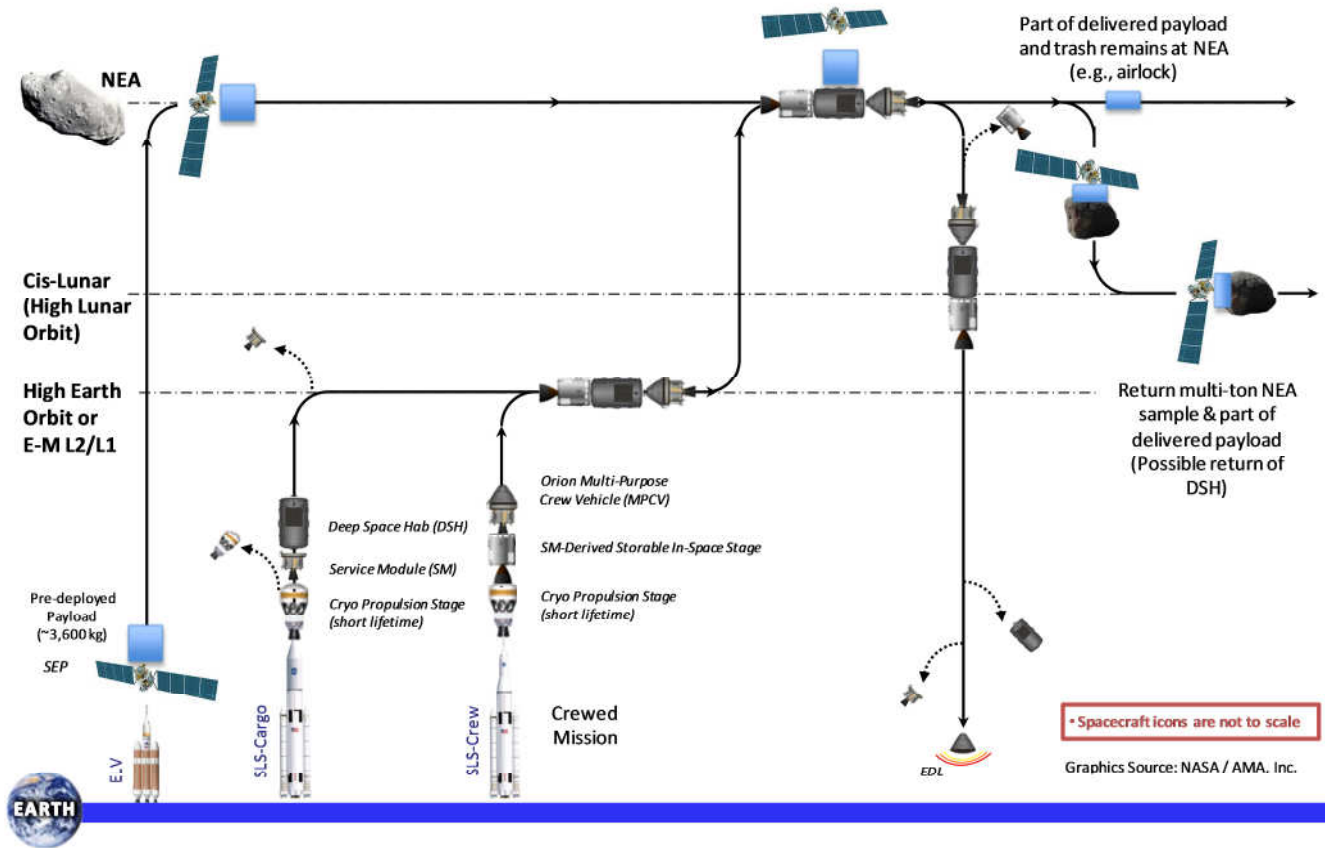 NEA
Part of delivered payload
and trash remains at NEA
(e.g., airlock)
Cis-Lunar
(High Lunar
Orbit)
High Earth
Orbit or
E-M L2/L1
Return multi-ton NEA
sample & part of
delivered payload
(Possible return of
DSH)
Orion Multi-Purpose
Crew Vehicle (MPCV)
Deep Space Hab (DSH)
SM-Derived Storable In-Space Stage
Service Module (SM)
Cryo Propulsion Stage
(short lifetime)
Cryo Propulsion Stage
(short lifetime)
Pre-deployed
Payload
(~3,600 kg)
SEP
ELV
SLS-Cargo
SLS-Crew
Crewed
Mission
• Spacecraft icons are not to scale
EDL
Graphics Source: NASA / AMA. Inc.
EARTH